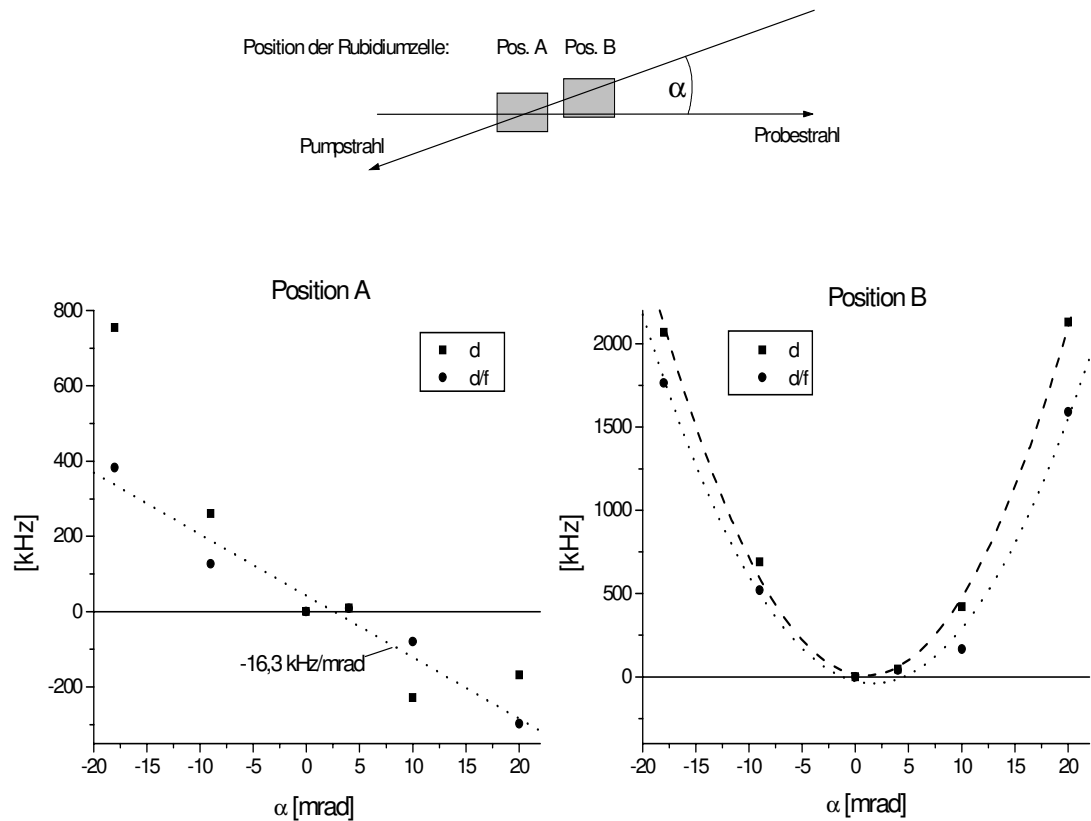 Position der Rubidiumzelle: Pos. A Pos. B
α
Pumpstrahl
Probestrahl
Position A
800
600
400
200
0
-200
[kHz]
d
d/f
-16,3 kHz/mrad
-20 -15 -10 -5 0 5 10 15 20
α [mrad]
Position B
2000
1500
1000
500
0
[kHz]
d
d/f
-20 -15 -10 -5 0 5 10 15 20
α [mrad]